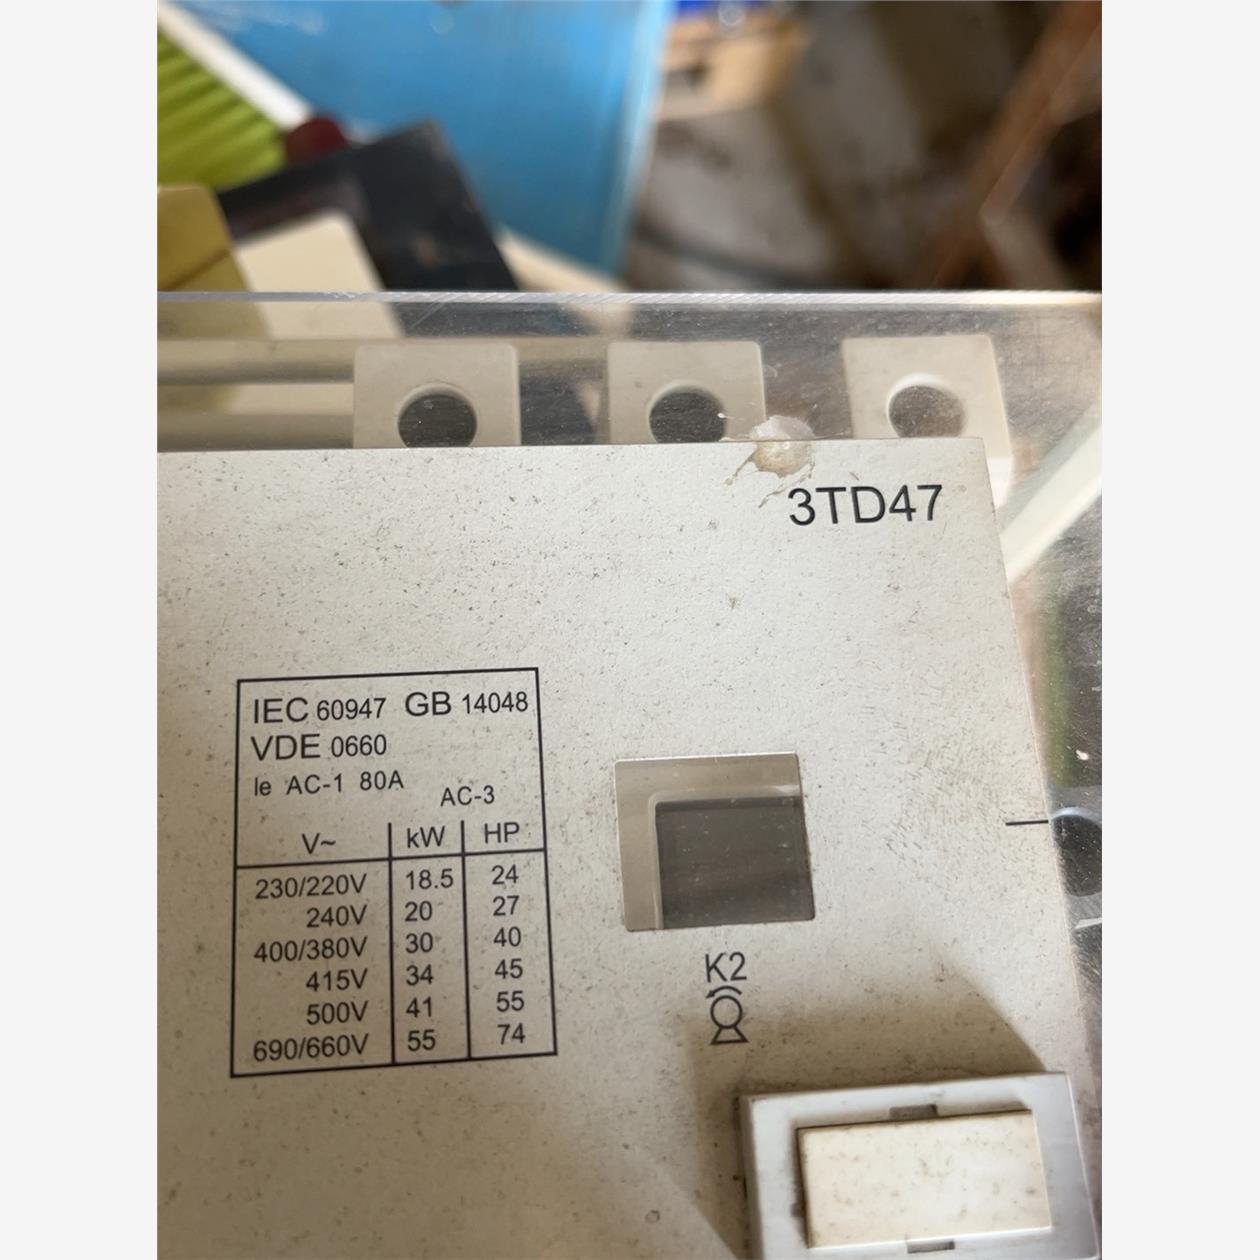 3TD47
IEC 60947 GB 14048
VDE 0660
Ie AC-1 80A
AC-3
V~ kW HP
230/220V 18.5 24
240V 20 27
400/380V 30 40
415V 34 45
500V 41 55
690/660V 55 74
K2